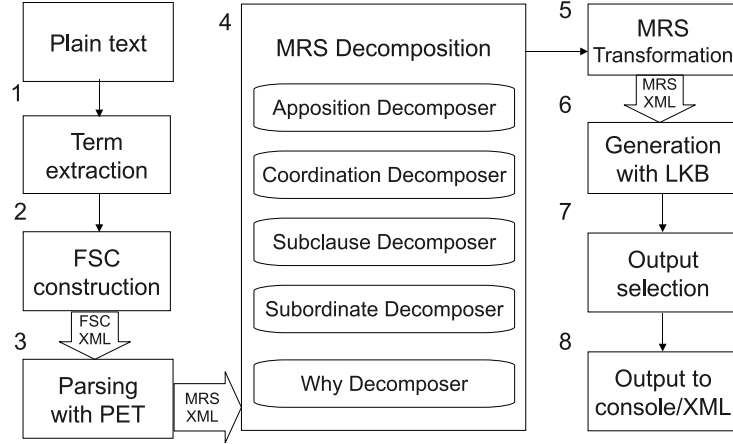 Plain text
1
Term
extraction
2
FSC
construction
FSC
XML
3
Parsing
with PET
MRS
XML
4
MRS Decomposition
Apposition Decomposer
Coordination Decomposer
Subclause Decomposer
Subordinate Decomposer
Why Decomposer
5
MRS
Transformation
MRS
XML
6
Generation
with LKB
7
Output
selection
8
Output to
console/XML